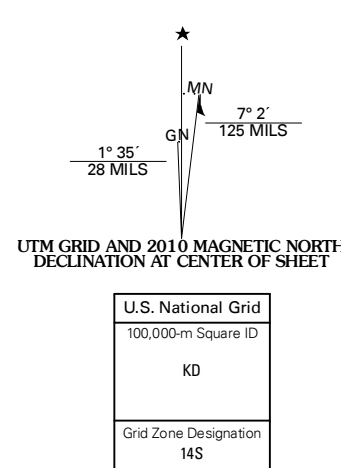 MN
7° 2´
125 MILS
GN
1° 35´
28 MILS
UTM GRID AND 2010 MAGNETIC NORTH
DECLINATION AT CENTER OF SHEET
U.S. National Grid
100,000-m Square ID
KD
Grid Zone Designation
14S